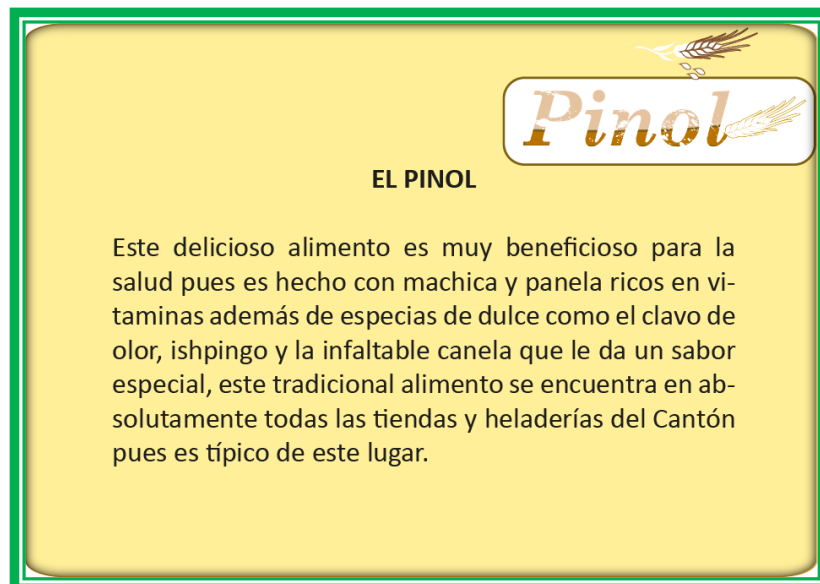 Pinol
EL PINOL
Este delicioso alimento es muy beneficioso para la
salud pues es hecho con machica y panela ricos en vi-
taminas además de especias de dulce como el clavo de
olor, ishpingo y la infaltable canela que le da un sabor
especial, este tradicional alimento se encuentra en ab-
solutamente todas las tiendas y heladerías del Cantón
pues es típico de este lugar.